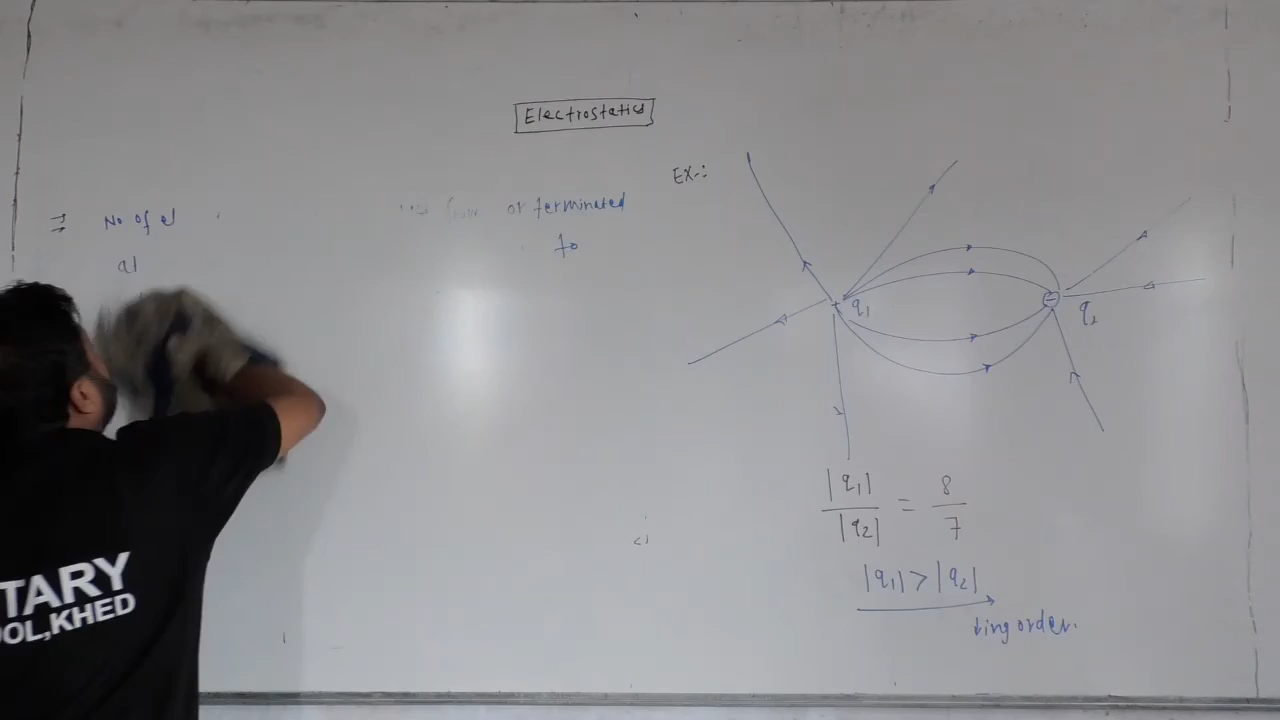 Electrostatics
No of el
or terminated
al
to
Ex-:
q₁
q₂
|q₁|
|q₂|
=
8
7
|q₁| > |q₂|
↓ing order.
TARY
OOL,KHED